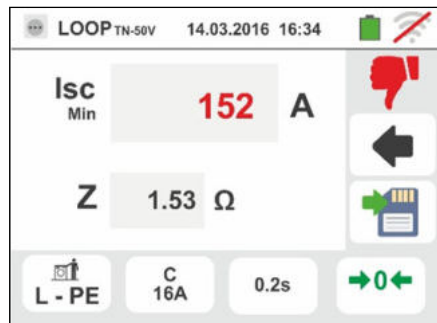 LOOP TN-50V 14.03.2016 16:34
Isc 152 A
Min
Z 1.53 Ω
L - PE
C
16A
0.2s
0